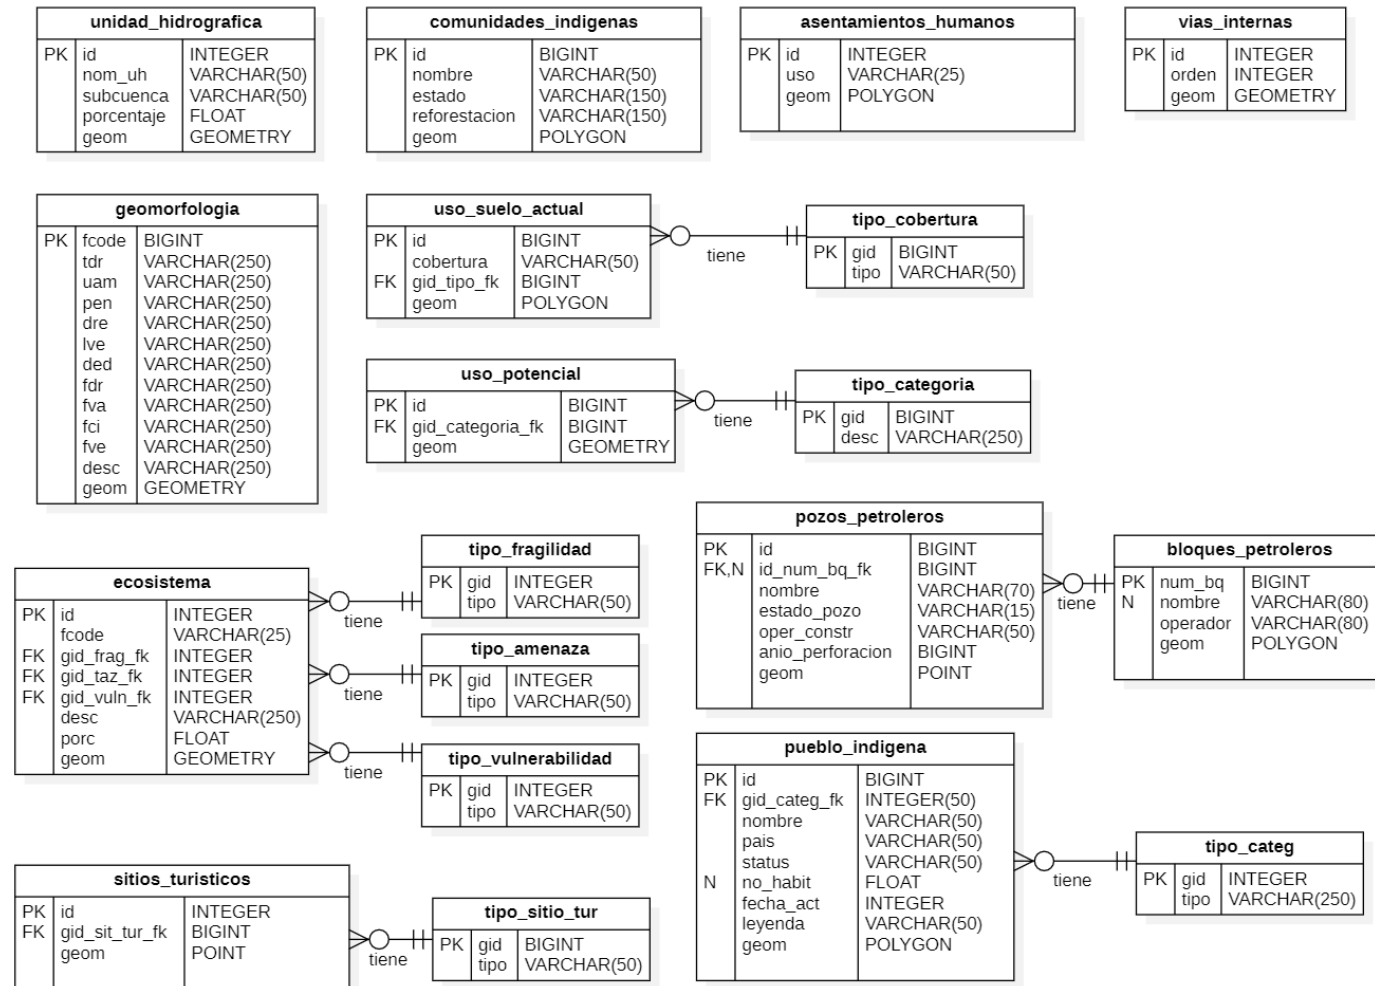 unidad_hidrografica
PK id INTEGER
nom_uh VARCHAR(50)
subcuenca VARCHAR(50)
porcentaje FLOAT
geom GEOMETRY
comunidades_indigenas
PK id BIGINT
nombre VARCHAR(50)
estado VARCHAR(150)
reforestacion VARCHAR(150)
geom POLYGON
asentamientos_humanos
PK id INTEGER
uso VARCHAR(25)
geom POLYGON
vias_internas
PK id INTEGER
orden INTEGER
geom GEOMETRY
geomorfologia
PK fcode BIGINT
tdr VARCHAR(250)
uam VARCHAR(250)
pen VARCHAR(250)
dre VARCHAR(250)
lve VARCHAR(250)
ded VARCHAR(250)
fdr VARCHAR(250)
fva VARCHAR(250)
fci VARCHAR(250)
fve VARCHAR(250)
desc VARCHAR(250)
geom GEOMETRY
uso_suelo_actual
PK id BIGINT
cobertura VARCHAR(50)
FK gid_tipo_fk BIGINT
geom POLYGON
tiene
tipo_cobertura
PK gid BIGINT
tipo VARCHAR(50)
uso_potencial
PK id BIGINT
FK gid_categoria_fk BIGINT
geom GEOMETRY
tiene
tipo_categoria
PK gid BIGINT
desc VARCHAR(250)
ecosistema
PK id INTEGER
fcode VARCHAR(25)
FK gid_frag_fk INTEGER
FK gid_taz_fk INTEGER
FK gid_vuln_fk INTEGER
desc VARCHAR(250)
porc FLOAT
geom GEOMETRY
tiene
tiene
tiene
tipo_fragilidad
PK gid INTEGER
tipo VARCHAR(50)
tipo_amenaza
PK gid INTEGER
tipo VARCHAR(50)
tipo_vulnerabilidad
PK gid INTEGER
tipo VARCHAR(50)
pozos_petroleros
PK id BIGINT
FK,N id_num_bq_fk BIGINT
nombre VARCHAR(70)
estado_pozo VARCHAR(15)
oper_constr VARCHAR(50)
anio_perforacion BIGINT
geom POINT
tiene
bloques_petroleros
PK num_bq BIGINT
N nombre VARCHAR(80)
operador VARCHAR(80)
geom POLYGON
pueblo_indigena
PK id BIGINT
FK gid_categ_fk INTEGER(50)
nombre VARCHAR(50)
pais VARCHAR(50)
status VARCHAR(50)
N no_habit FLOAT
fecha_act INTEGER
leyenda VARCHAR(50)
geom POLYGON
tiene
tipo_categ
PK gid INTEGER
tipo VARCHAR(250)
sitios_turisticos
PK id INTEGER
FK gid_sit_tur_fk BIGINT
geom POINT
tiene
tipo_sitio_tur
PK gid BIGINT
tipo VARCHAR(50)